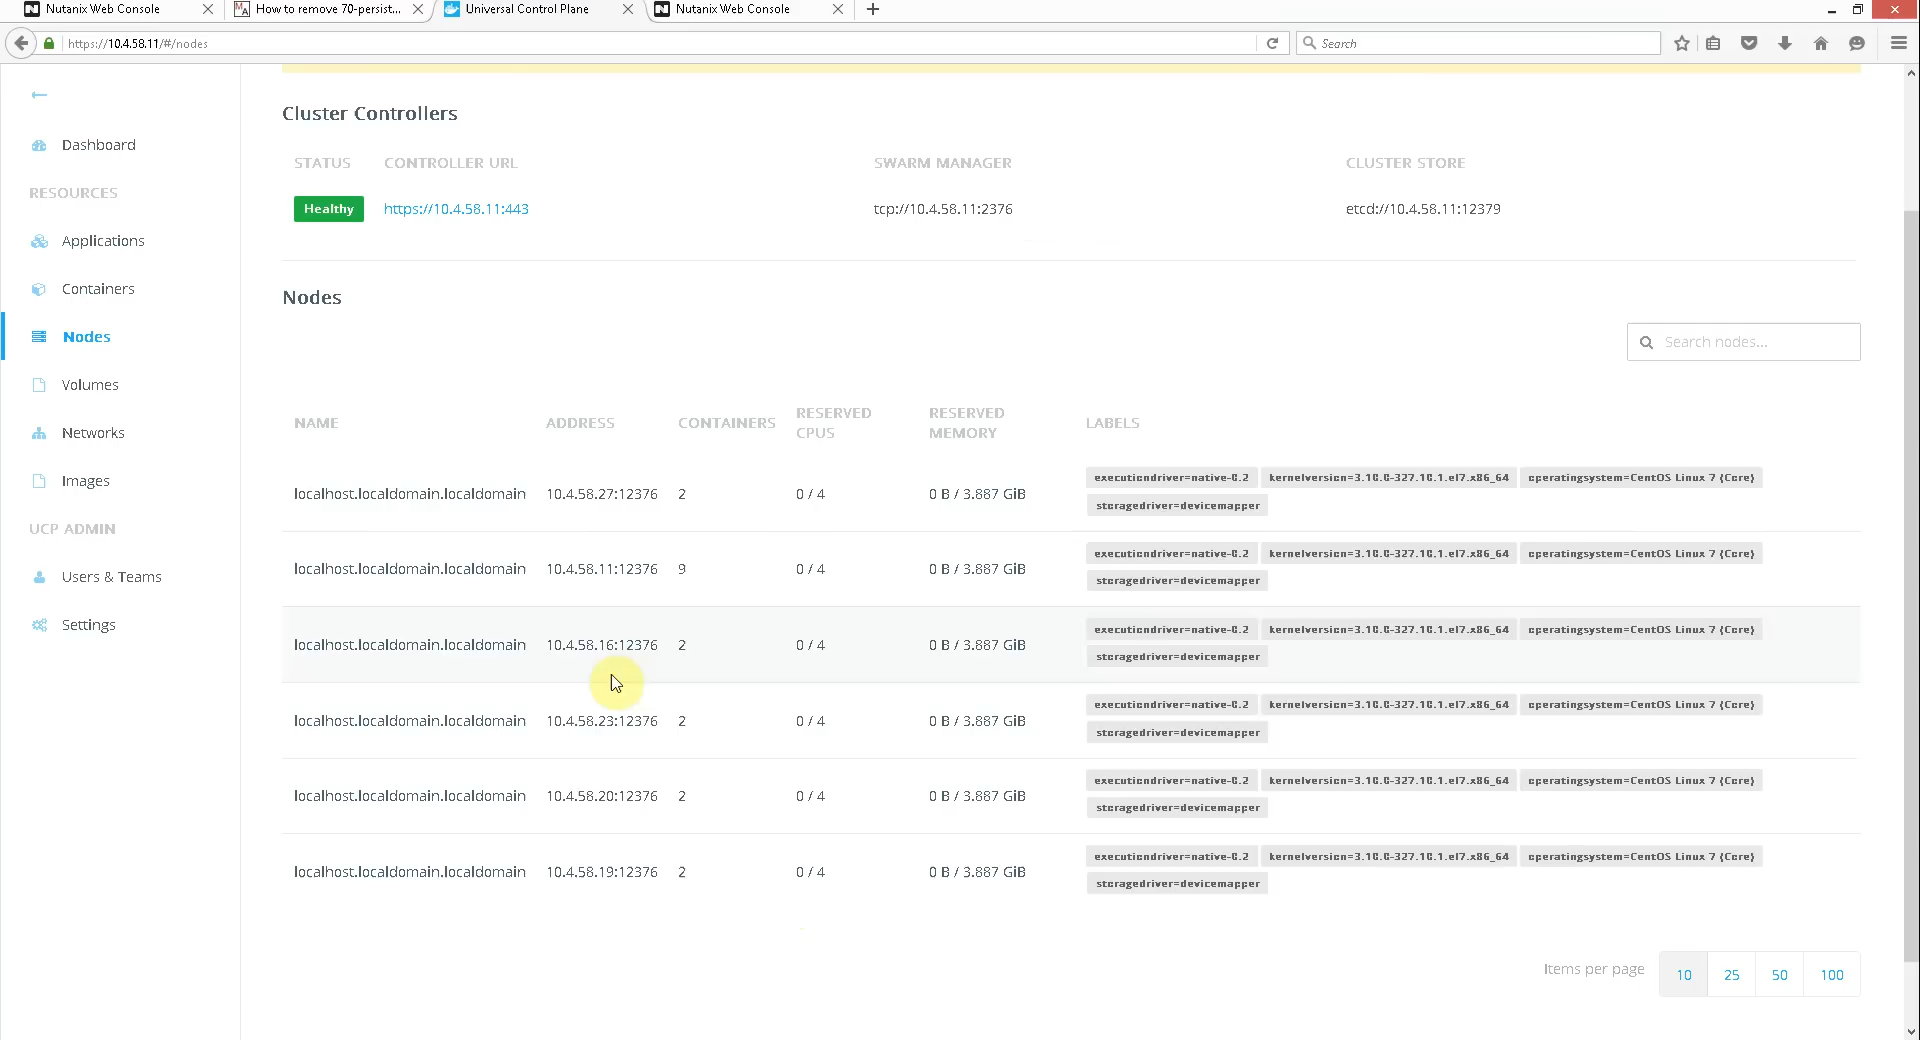 Nutanix Web Console
How to remove 70-persist...
Universal Control Plane
Nutanix Web Console
https://10.4.58.11/#/nodes
Search
Dashboard
RESOURCES
Applications
Containers
Nodes
Volumes
Networks
Images
UCP ADMIN
Users & Teams
Settings
Cluster Controllers
STATUS CONTROLLER URL SWARM MANAGER CLUSTER STORE
Healthy https://10.4.58.11:443 tcp://10.4.58.11:2376 etcd://10.4.58.11:12379
Nodes
Search nodes...
NAME ADDRESS CONTAINERS RESERVED CPUS RESERVED MEMORY LABELS
localhost.localdomain.localdomain 10.4.58.27:12376 2 0 / 4 0 B / 3.887 GiB executiondriver=native-0.2 kernelversion=3.10.0-327.10.1.el7.x86_64 operatingsystem=CentOS Linux 7 (Core)
storagedriver=devicemapper
localhost.localdomain.localdomain 10.4.58.11:12376 9 0 / 4 0 B / 3.887 GiB executiondriver=native-0.2 kernelversion=3.10.0-327.10.1.el7.x86_64 operatingsystem=CentOS Linux 7 (Core)
storagedriver=devicemapper
localhost.localdomain.localdomain 10.4.58.16:12376 2 0 / 4 0 B / 3.887 GiB executiondriver=native-0.2 kernelversion=3.10.0-327.10.1.el7.x86_64 operatingsystem=CentOS Linux 7 (Core)
storagedriver=devicemapper
localhost.localdomain.localdomain 10.4.58.23:12376 2 0 / 4 0 B / 3.887 GiB executiondriver=native-0.2 kernelversion=3.10.0-327.10.1.el7.x86_64 operatingsystem=CentOS Linux 7 (Core)
storagedriver=devicemapper
localhost.localdomain.localdomain 10.4.58.20:12376 2 0 / 4 0 B / 3.887 GiB executiondriver=native-0.2 kernelversion=3.10.0-327.10.1.el7.x86_64 operatingsystem=CentOS Linux 7 (Core)
storagedriver=devicemapper
localhost.localdomain.localdomain 10.4.58.19:12376 2 0 / 4 0 B / 3.887 GiB executiondriver=native-0.2 kernelversion=3.10.0-327.10.1.el7.x86_64 operatingsystem=CentOS Linux 7 (Core)
storagedriver=devicemapper
Items per page 10 25 50 100